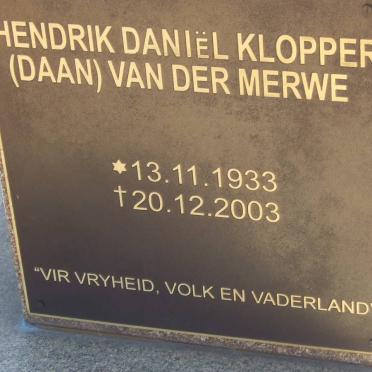 HENDRIK DANIËL KLOPPER
(DAAN) VAN DER MERWE
*13.11.1933
†20.12.2003
"VIR VRYHEID, VOLK EN VADERLAND"